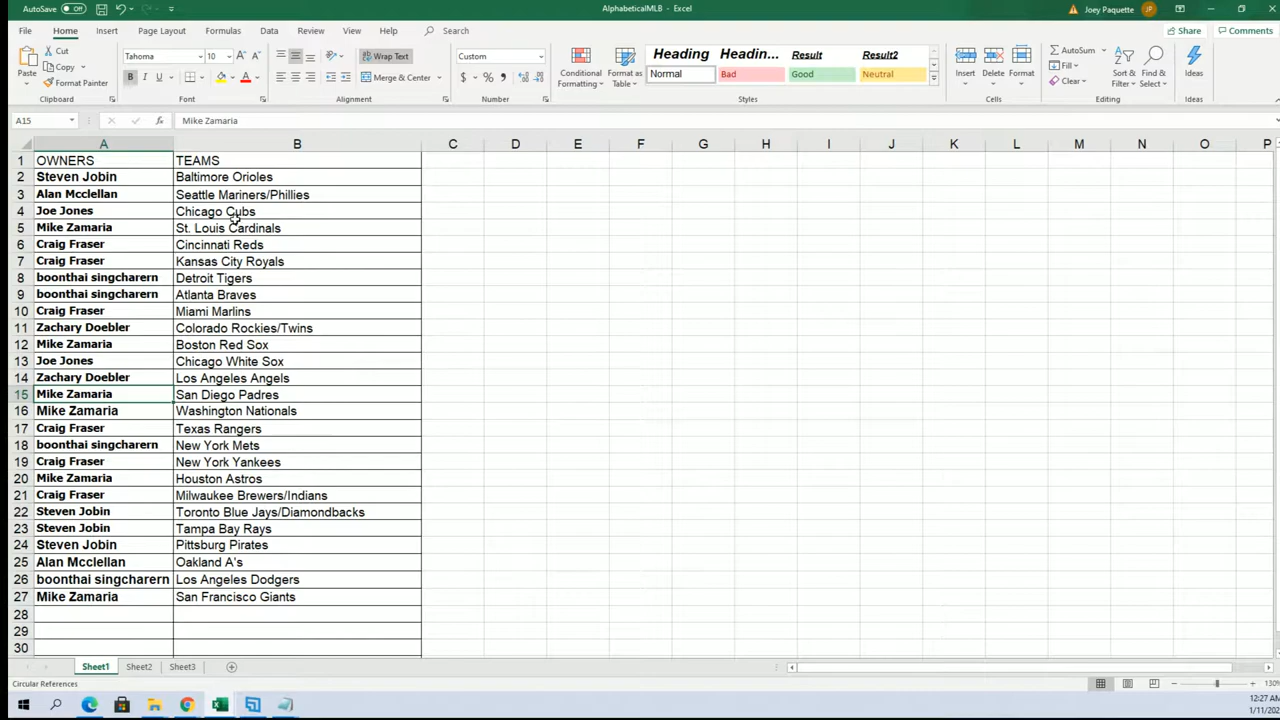 AutoSave Off AlphabeticalMLB - Excel Joey Paquette JP
File Home Insert Page Layout Formulas Data Review View Help Search Share Comments
Cut Tahoma 10 Wrap Text Custom Heading Headin... Result Result2 AutoSum
Copy Fill
Paste Format Painter B I U A Merge & Center $ % Conditional Formatting Format as Table Normal Bad Good Neutral Insert Delete Format Clear Sort & Filter Find & Select Ideas
Clipboard Font Alignment Number Styles Cells Editing Ideas
A15 fx Mike Zamaria
A B C D E F G H I J K L M N O P
1 OWNERS TEAMS
2 Steven Jobin Baltimore Orioles
3 Alan Mcclellan Seattle Mariners/Phillies
4 Joe Jones Chicago Cubs
5 Mike Zamaria St. Louis Cardinals
6 Craig Fraser Cincinnati Reds
7 Craig Fraser Kansas City Royals
8 boonthai singcharern Detroit Tigers
9 boonthai singcharern Atlanta Braves
10 Craig Fraser Miami Marlins
11 Zachary Doebler Colorado Rockies/Twins
12 Mike Zamaria Boston Red Sox
13 Joe Jones Chicago White Sox
14 Zachary Doebler Los Angeles Angels
15 Mike Zamaria San Diego Padres
16 Mike Zamaria Washington Nationals
17 Craig Fraser Texas Rangers
18 boonthai singcharern New York Mets
19 Craig Fraser New York Yankees
20 Mike Zamaria Houston Astros
21 Craig Fraser Milwaukee Brewers/Indians
22 Steven Jobin Toronto Blue Jays/Diamondbacks
23 Steven Jobin Tampa Bay Rays
24 Steven Jobin Pittsburg Pirates
25 Alan Mcclellan Oakland A's
26 boonthai singcharern Los Angeles Dodgers
27 Mike Zamaria San Francisco Giants
28
29
30
Sheet1 Sheet2 Sheet3
Circular References 130%
12:27 AM